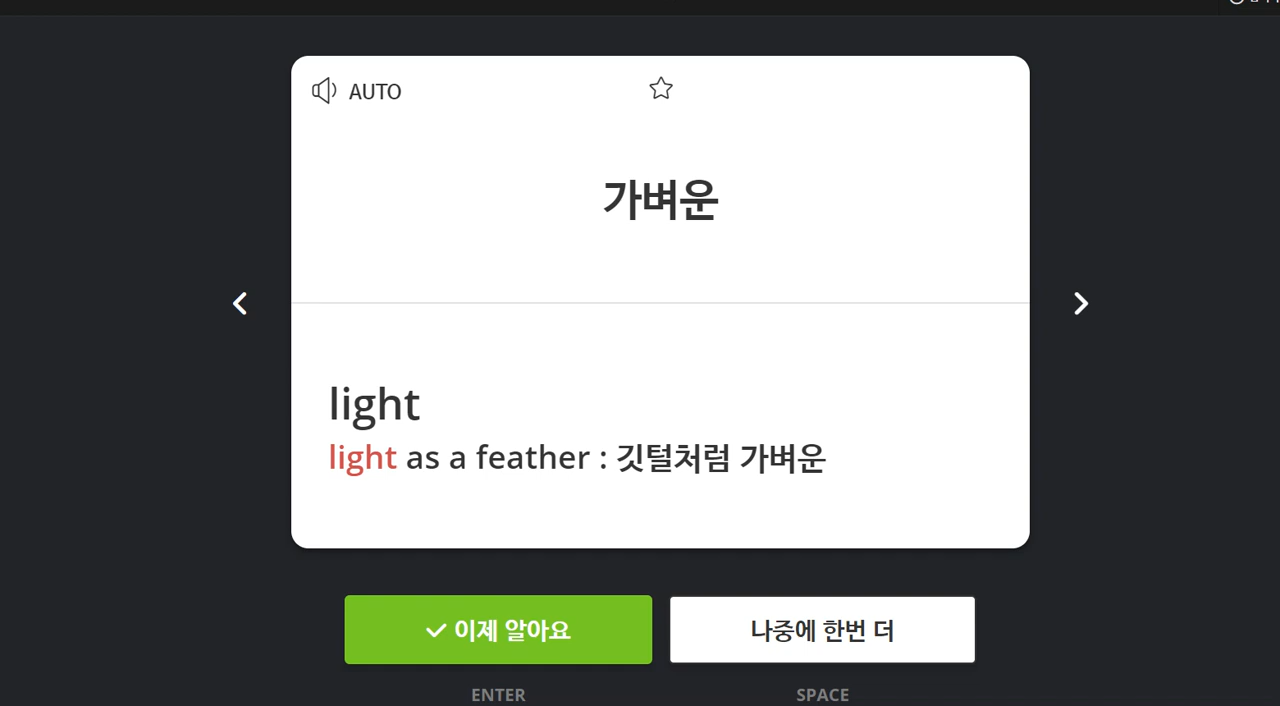 AUTO
가벼운
light
light as a feather : 깃털처럼 가벼운
이제 알아요
나중에 한번 더
ENTER
SPACE